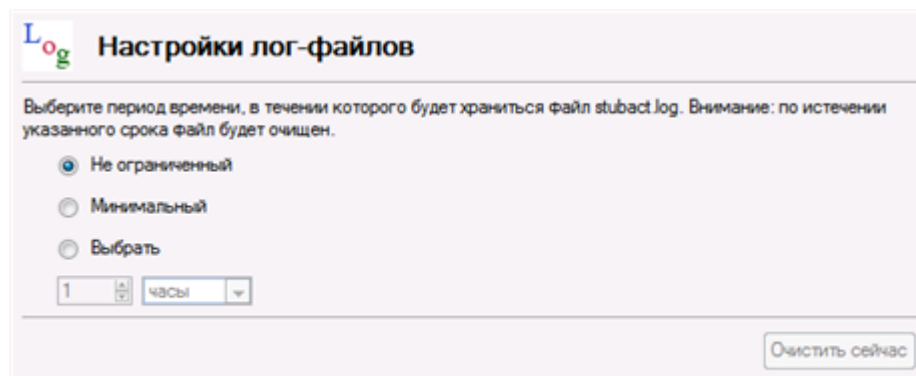 Log
Настройки лог-файлов
Выберите период времени, в течении которого будет храниться файл stubact.log. Внимание: по истечении
указанного срока файл будет очищен.
Не ограниченный
Минимальный
Выбрать
1 часы
Очистить сейчас